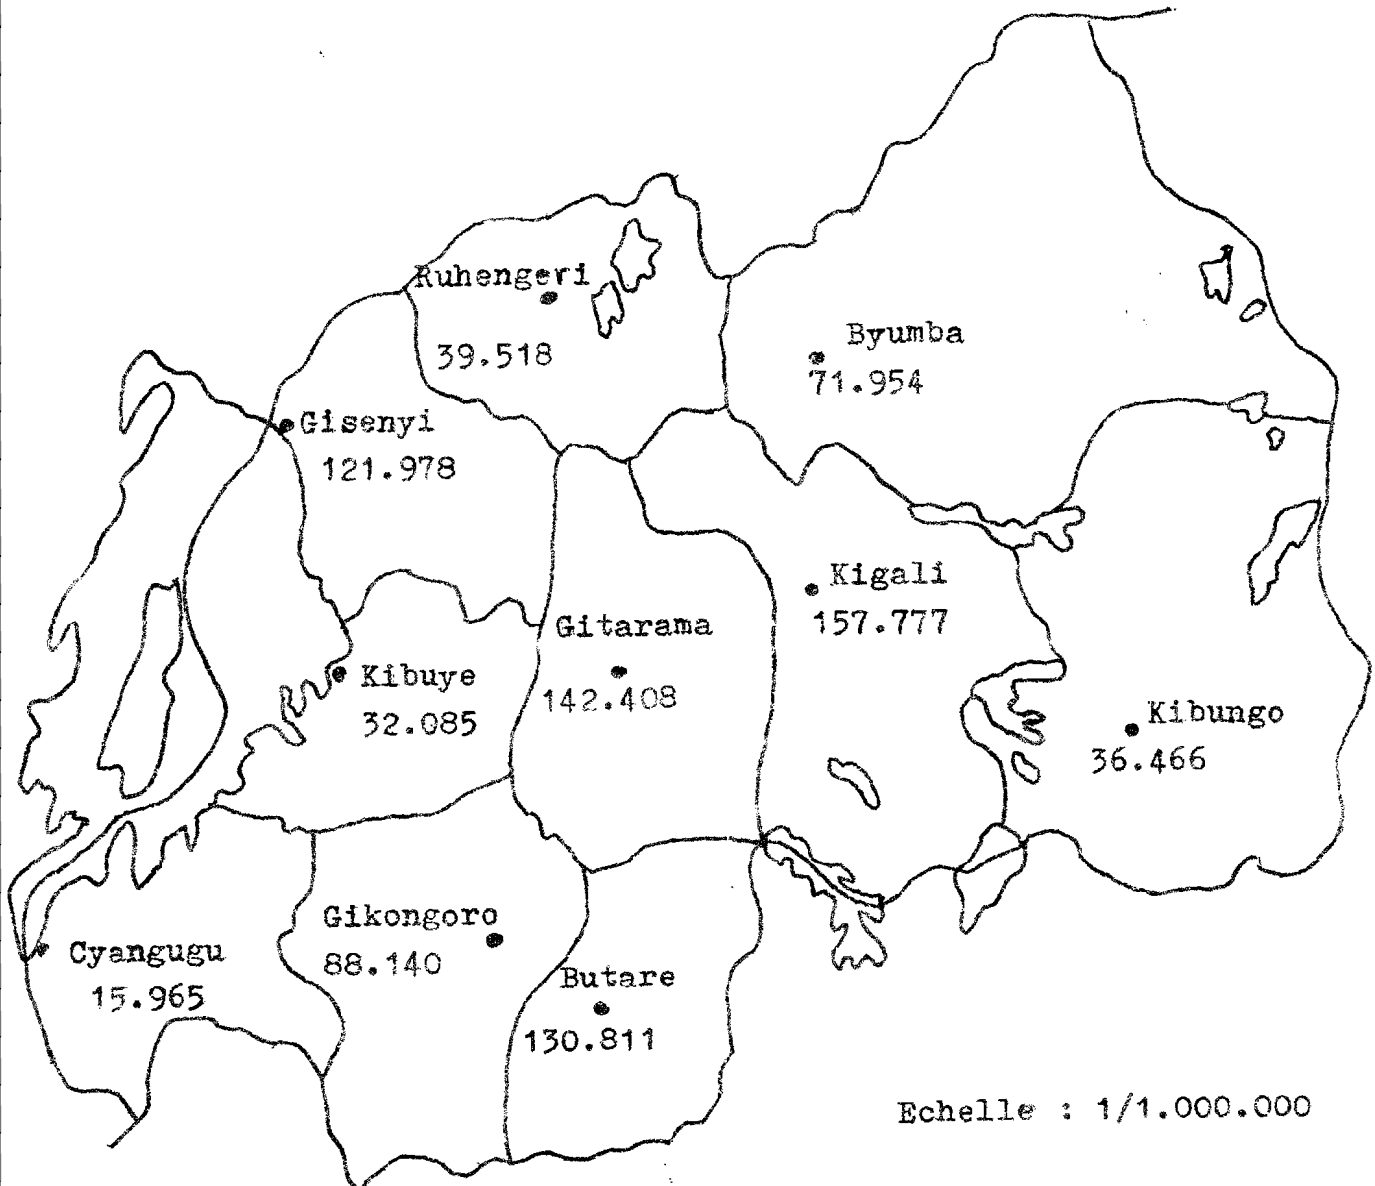 Ruhengeri
39.518
Byumba
71.954
Gisenyi
121.978
Kigali
157.777
Gitarama
142.408
Kibuye
32.085
Kibungo
36.466
Gikongoro
88.140
Cyangugu
15.965
Butare
130.811
Echelle : 1/1.000.000